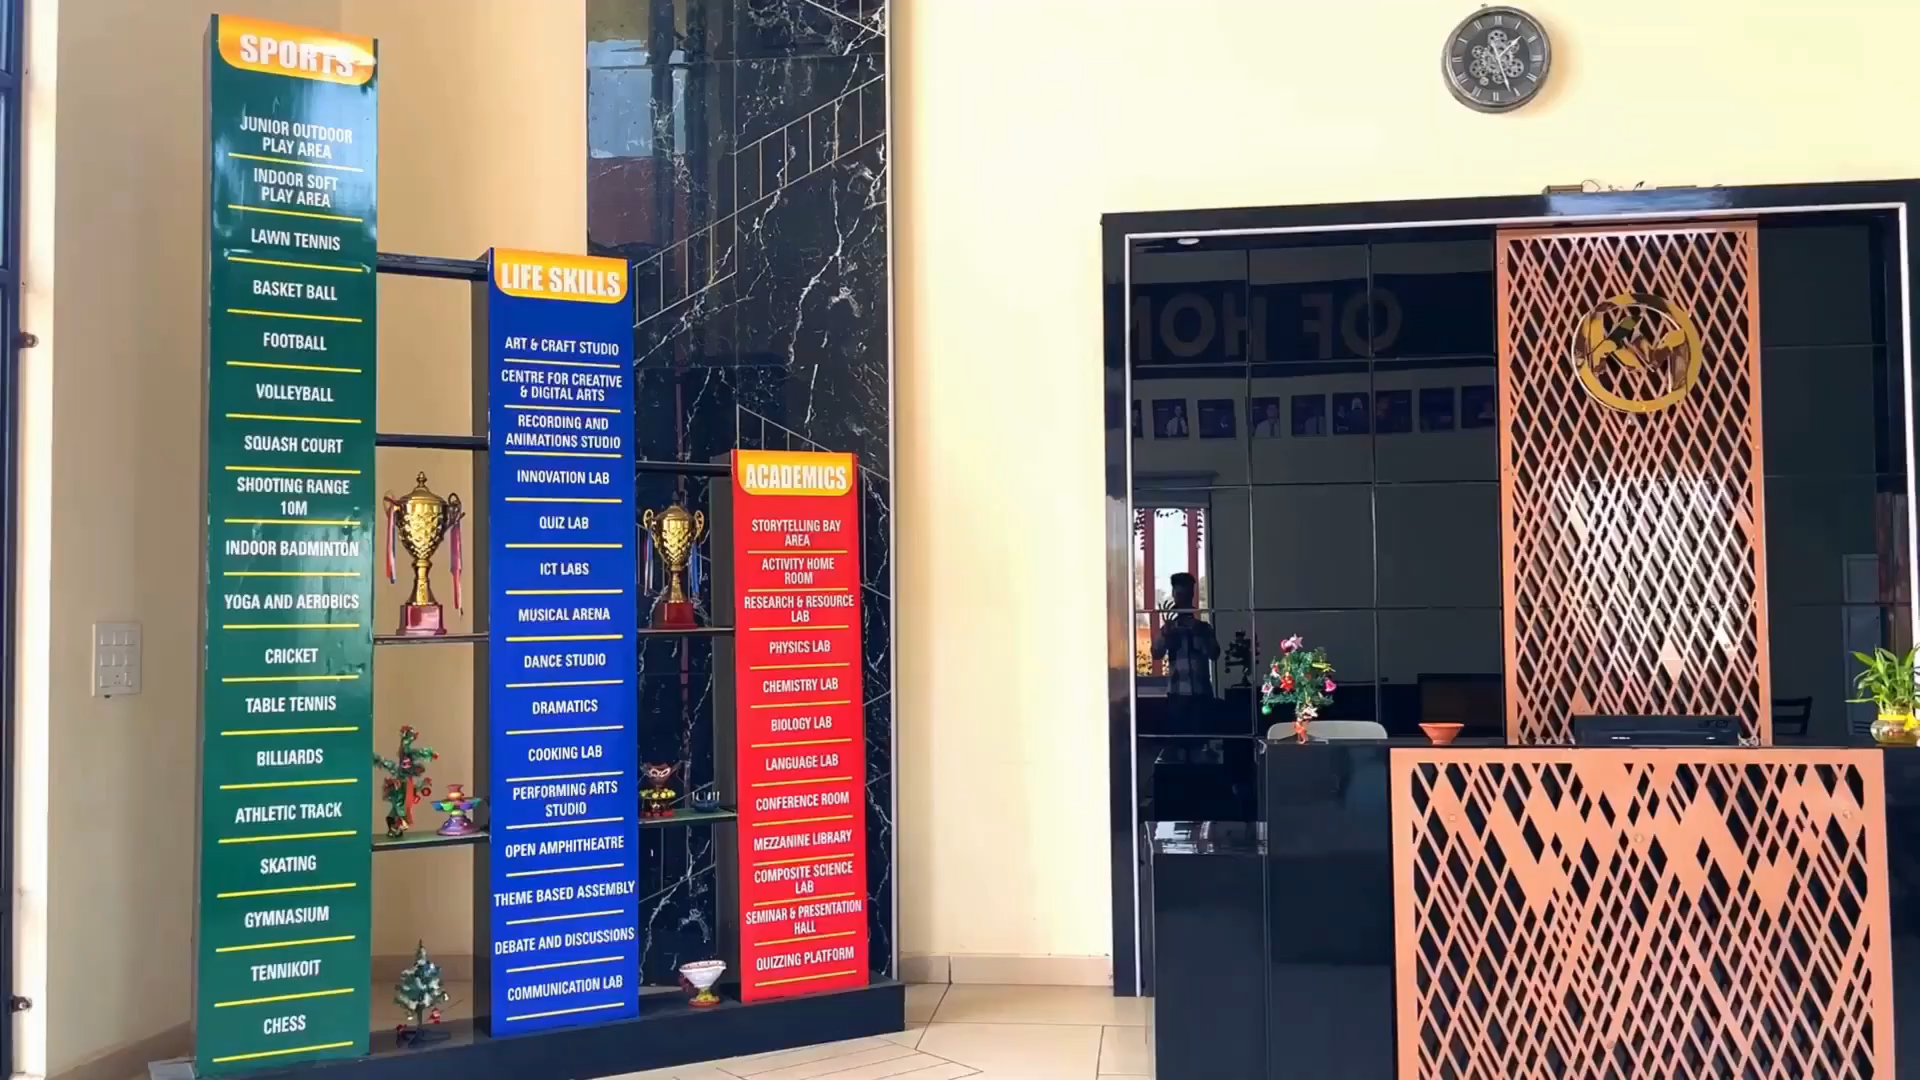 SPORTS
JUNIOR OUTDOOR
PLAY AREA
INDOOR SOFT
PLAY AREA
LAWN TENNIS
BASKET BALL
FOOTBALL
VOLLEYBALL
SQUASH COURT
SHOOTING RANGE
10M
INDOOR BADMINTON
YOGA AND AEROBICS
CRICKET
TABLE TENNIS
BILLIARDS
ATHLETIC TRACK
SKATING
GYMNASIUM
TENNIKOIT
CHESS
LIFE SKILLS
ART & CRAFT STUDIO
CENTRE FOR CREATIVE
& DIGITAL ARTS
RECORDING AND
ANIMATIONS STUDIO
INNOVATION LAB
QUIZ LAB
ICT LABS
MUSICAL ARENA
DANCE STUDIO
DRAMATICS
COOKING LAB
PERFORMING ARTS
STUDIO
OPEN AMPHITHEATRE
THEME BASED ASSEMBLY
DEBATE AND DISCUSSIONS
COMMUNICATION LAB
ACADEMICS
STORYTELLING BAY
AREA
ACTIVITY HOME
ROOM
RESEARCH & RESOURCE
LAB
PHYSICS LAB
CHEMISTRY LAB
BIOLOGY LAB
LANGUAGE LAB
CONFERENCE ROOM
MEZZANINE LIBRARY
COMPOSITE SCIENCE
LAB
SEMINAR & PRESENTATION
HALL
QUIZZING PLATFORM
OF HON